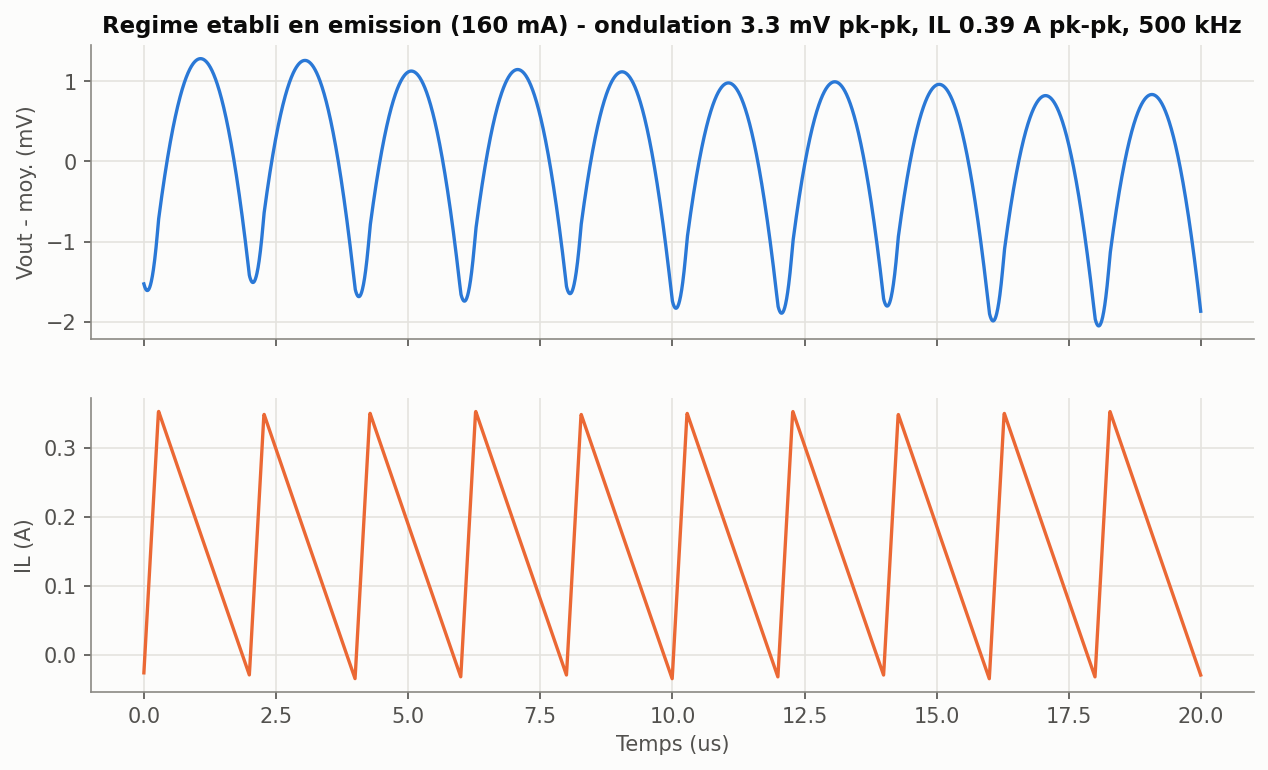 Regime etabli en emission (160 mA) - ondulation 3.3 mV pk-pk, IL 0.39 A pk-pk, 500 kHz
Vout - moy. (mV)
1
0
−1
−2
IL (A)
0.3
0.2
0.1
0.0
0.0 2.5 5.0 7.5 10.0 12.5 15.0 17.5 20.0
Temps (us)